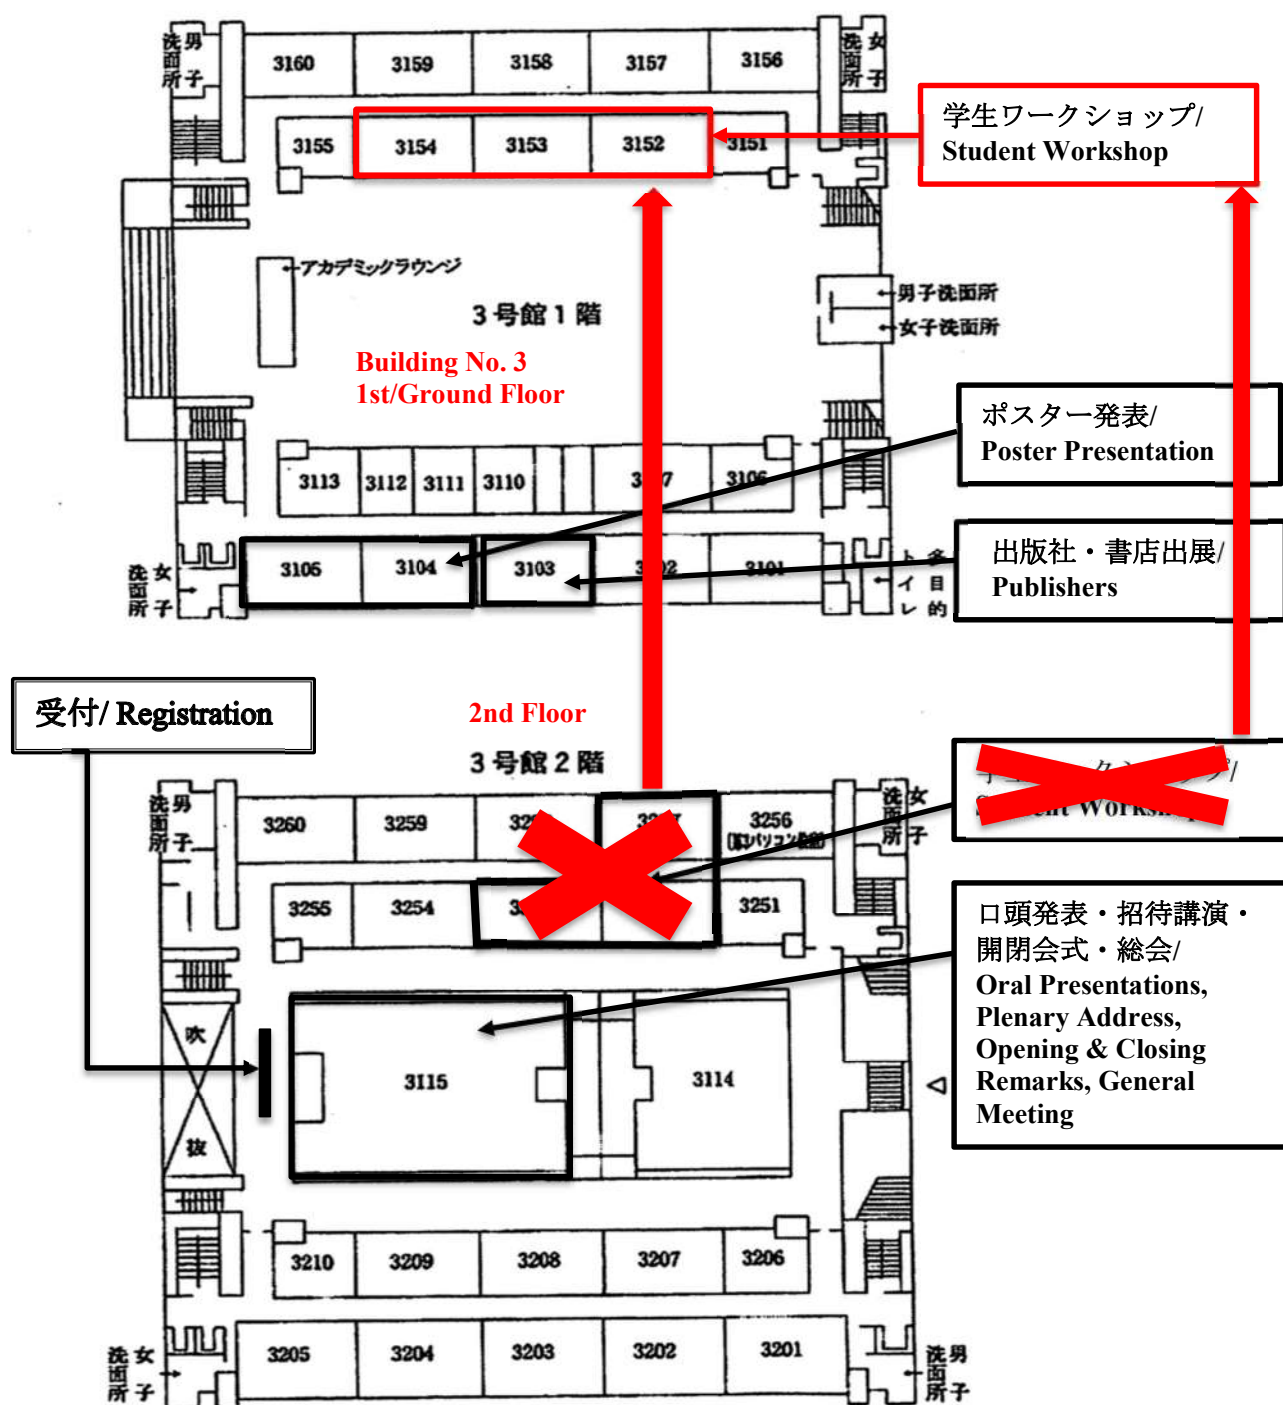 男子洗面所
3160
3159
3158
3157
3156
女子洗面所
3155
3154
3153
3152
3151
学生ワークショップ/
Student Workshop
アカデミックラウンジ
3号館1階
男子洗面所
女子洗面所
Building No. 3
1st/Ground Floor
ポスター発表/
Poster Presentation
3113
3112
3111
3110
3106
出版社・書店出展/
Publishers
女子洗面所
3105
3104
3103
3101
多目的トイレ
受付/ Registration
2nd Floor
3号館2階
Student Workshop
男子洗面所
3260
3259
3256
女子洗面所
3255
3254
3251
口頭発表・招待講演・
開閉会式・総会/
Oral Presentations,
Plenary Address,
Opening & Closing
Remarks, General
Meeting
吹抜
3115
3114
3210
3209
3208
3207
3206
女子洗面所
3205
3204
3203
3202
3201
男子洗面所